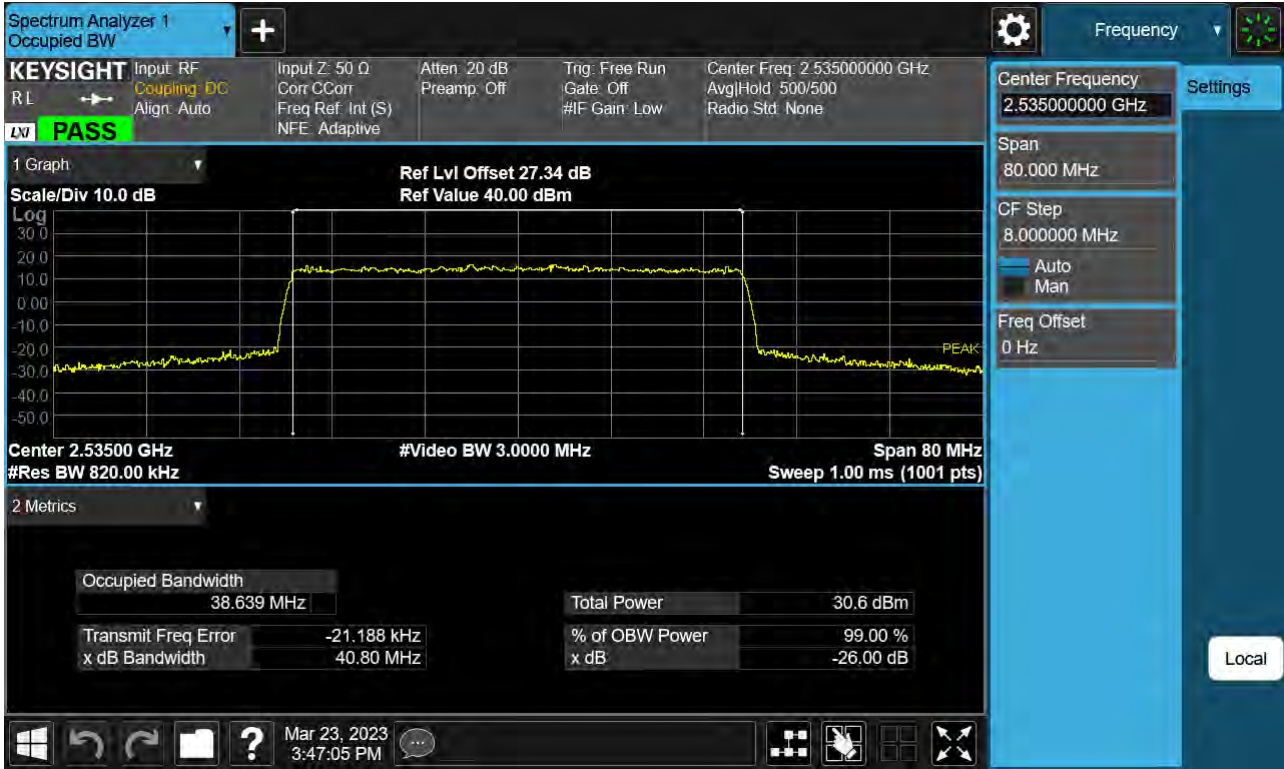 Spectrum Analyzer 1
Occupied BW
Frequency
KEYSIGHT
R L
LXI
PASS
Input: RF
Coupling: DC
Align: Auto
Input Z: 50 Ω
Corr CCorr
Freq Ref: Int (S)
NFE: Adaptive
Atten: 20 dB
Preamp: Off
Trig: Free Run
Gate: Off
#IF Gain: Low
Center Freq: 2.535000000 GHz
Avg|Hold: 500/500
Radio Std: None
1 Graph
Scale/Div 10.0 dB
Ref Lvl Offset 27.34 dB
Ref Value 40.00 dBm
Log
30.0
20.0
10.0
0.00
-10.0
-20.0
-30.0
-40.0
-50.0
PEAK
Center 2.53500 GHz
#Video BW 3.0000 MHz
Span 80 MHz
#Res BW 820.00 kHz
Sweep 1.00 ms (1001 pts)
2 Metrics
Occupied Bandwidth
38.639 MHz
Total Power 30.6 dBm
Transmit Freq Error -21.188 kHz
% of OBW Power 99.00 %
x dB Bandwidth 40.80 MHz
x dB -26.00 dB
Center Frequency
2.535000000 GHz
Settings
Span
80.000 MHz
CF Step
8.000000 MHz
Auto
Man
Freq Offset
0 Hz
Local
?
Mar 23, 2023
3:47:05 PM